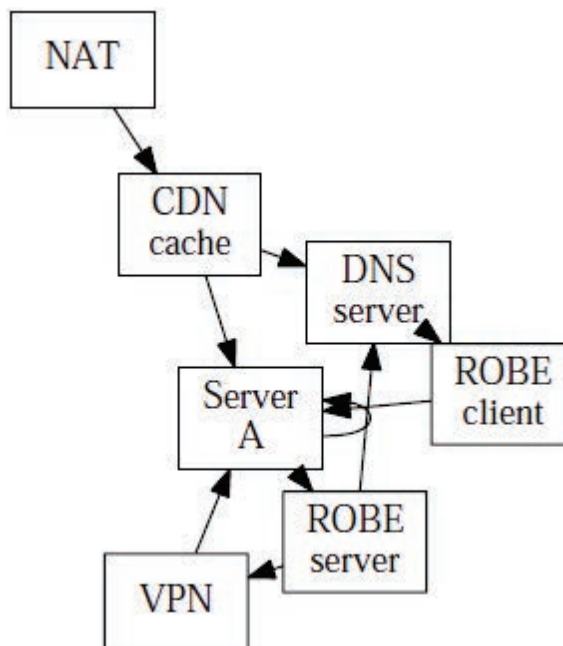 NAT
CDN
cache
DNS
server
ROBE
client
Server
A
ROBE
server
VPN